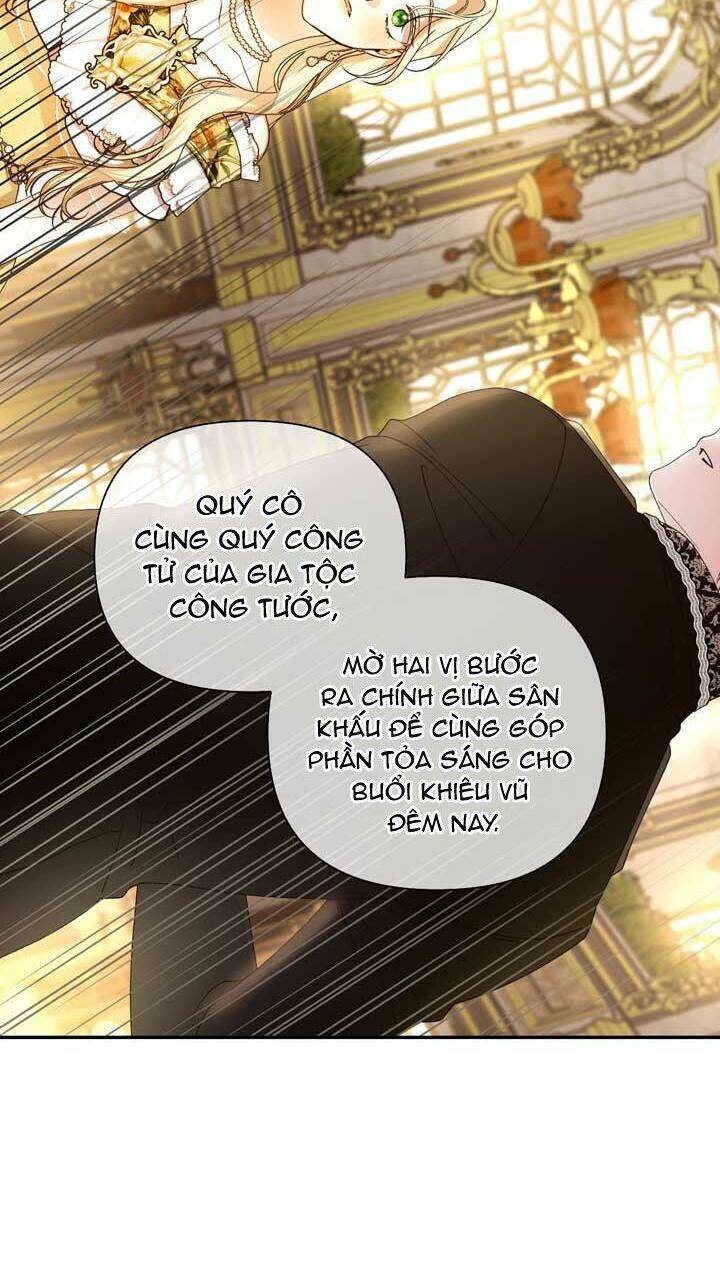 QUÝ CÔ
CÙNG QUÝ CÔNG
TỬ CỦA GIA TỘC
CÔNG TƯỚC,
MỜ HAI VỊ BƯỚC
RA CHÍNH GIỮA SÂN
KHẤU ĐỂ CÙNG GÓP
PHẦN TỎA SÁNG CHO
BUỔI KHIÊU VŨ
ĐÊM NAY.